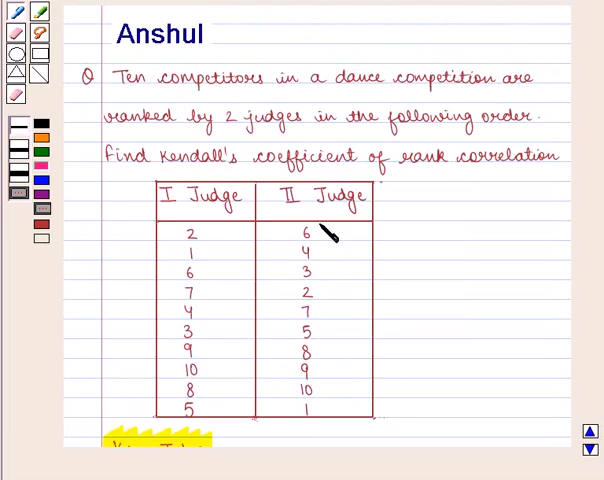 Anshul
Q Ten competitors in a dance competition are
ranked by 2 judges in the following order.
Find Kendall's coefficient of rank correlation
I Judge II Judge
2 6
1 4
6 3
7 2
4 7
3 5
9 8
10 9
8 10
5 1